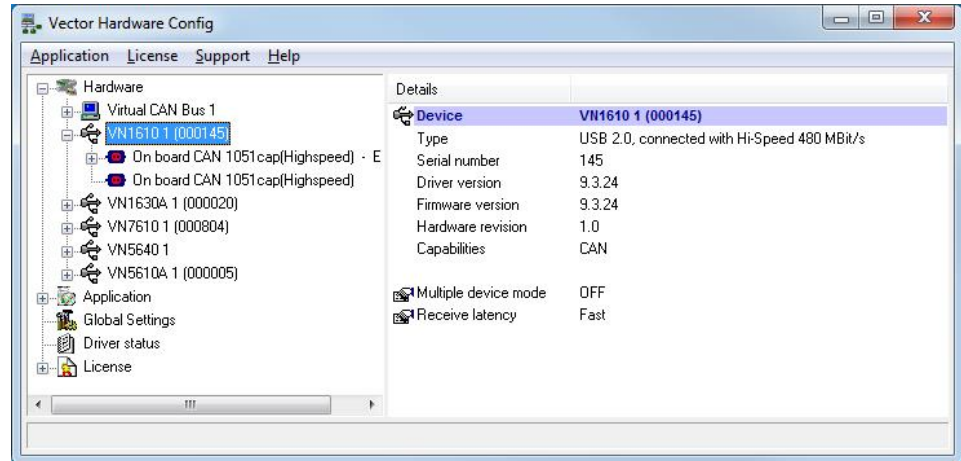 Vector Hardware Config
Application License Support Help
Hardware
Virtual CAN Bus 1
VN1610 1 (000145)
On board CAN 1051cap(Highspeed) - E
On board CAN 1051cap(Highspeed)
VN1630A 1 (000020)
VN7610 1 (000804)
VN5640 1
VN5610A 1 (000005)
Application
Global Settings
Driver status
License
Details
Device VN1610 1 (000145)
Type USB 2.0, connected with Hi-Speed 480 MBit/s
Serial number 145
Driver version 9.3.24
Firmware version 9.3.24
Hardware revision 1.0
Capabilities CAN
Multiple device mode OFF
Receive latency Fast